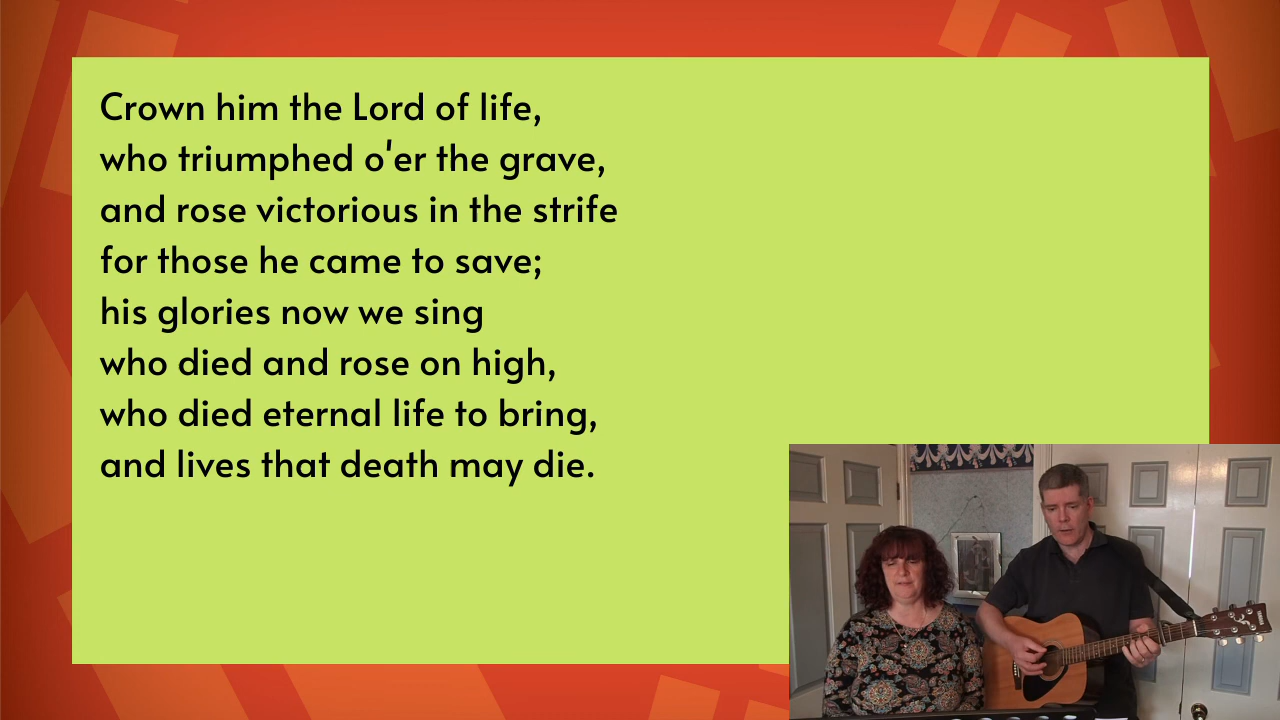 Crown him the Lord of life,
who triumphed o'er the grave,
and rose victorious in the strife
for those he came to save;
his glories now we sing
who died and rose on high,
who died eternal life to bring,
and lives that death may die.